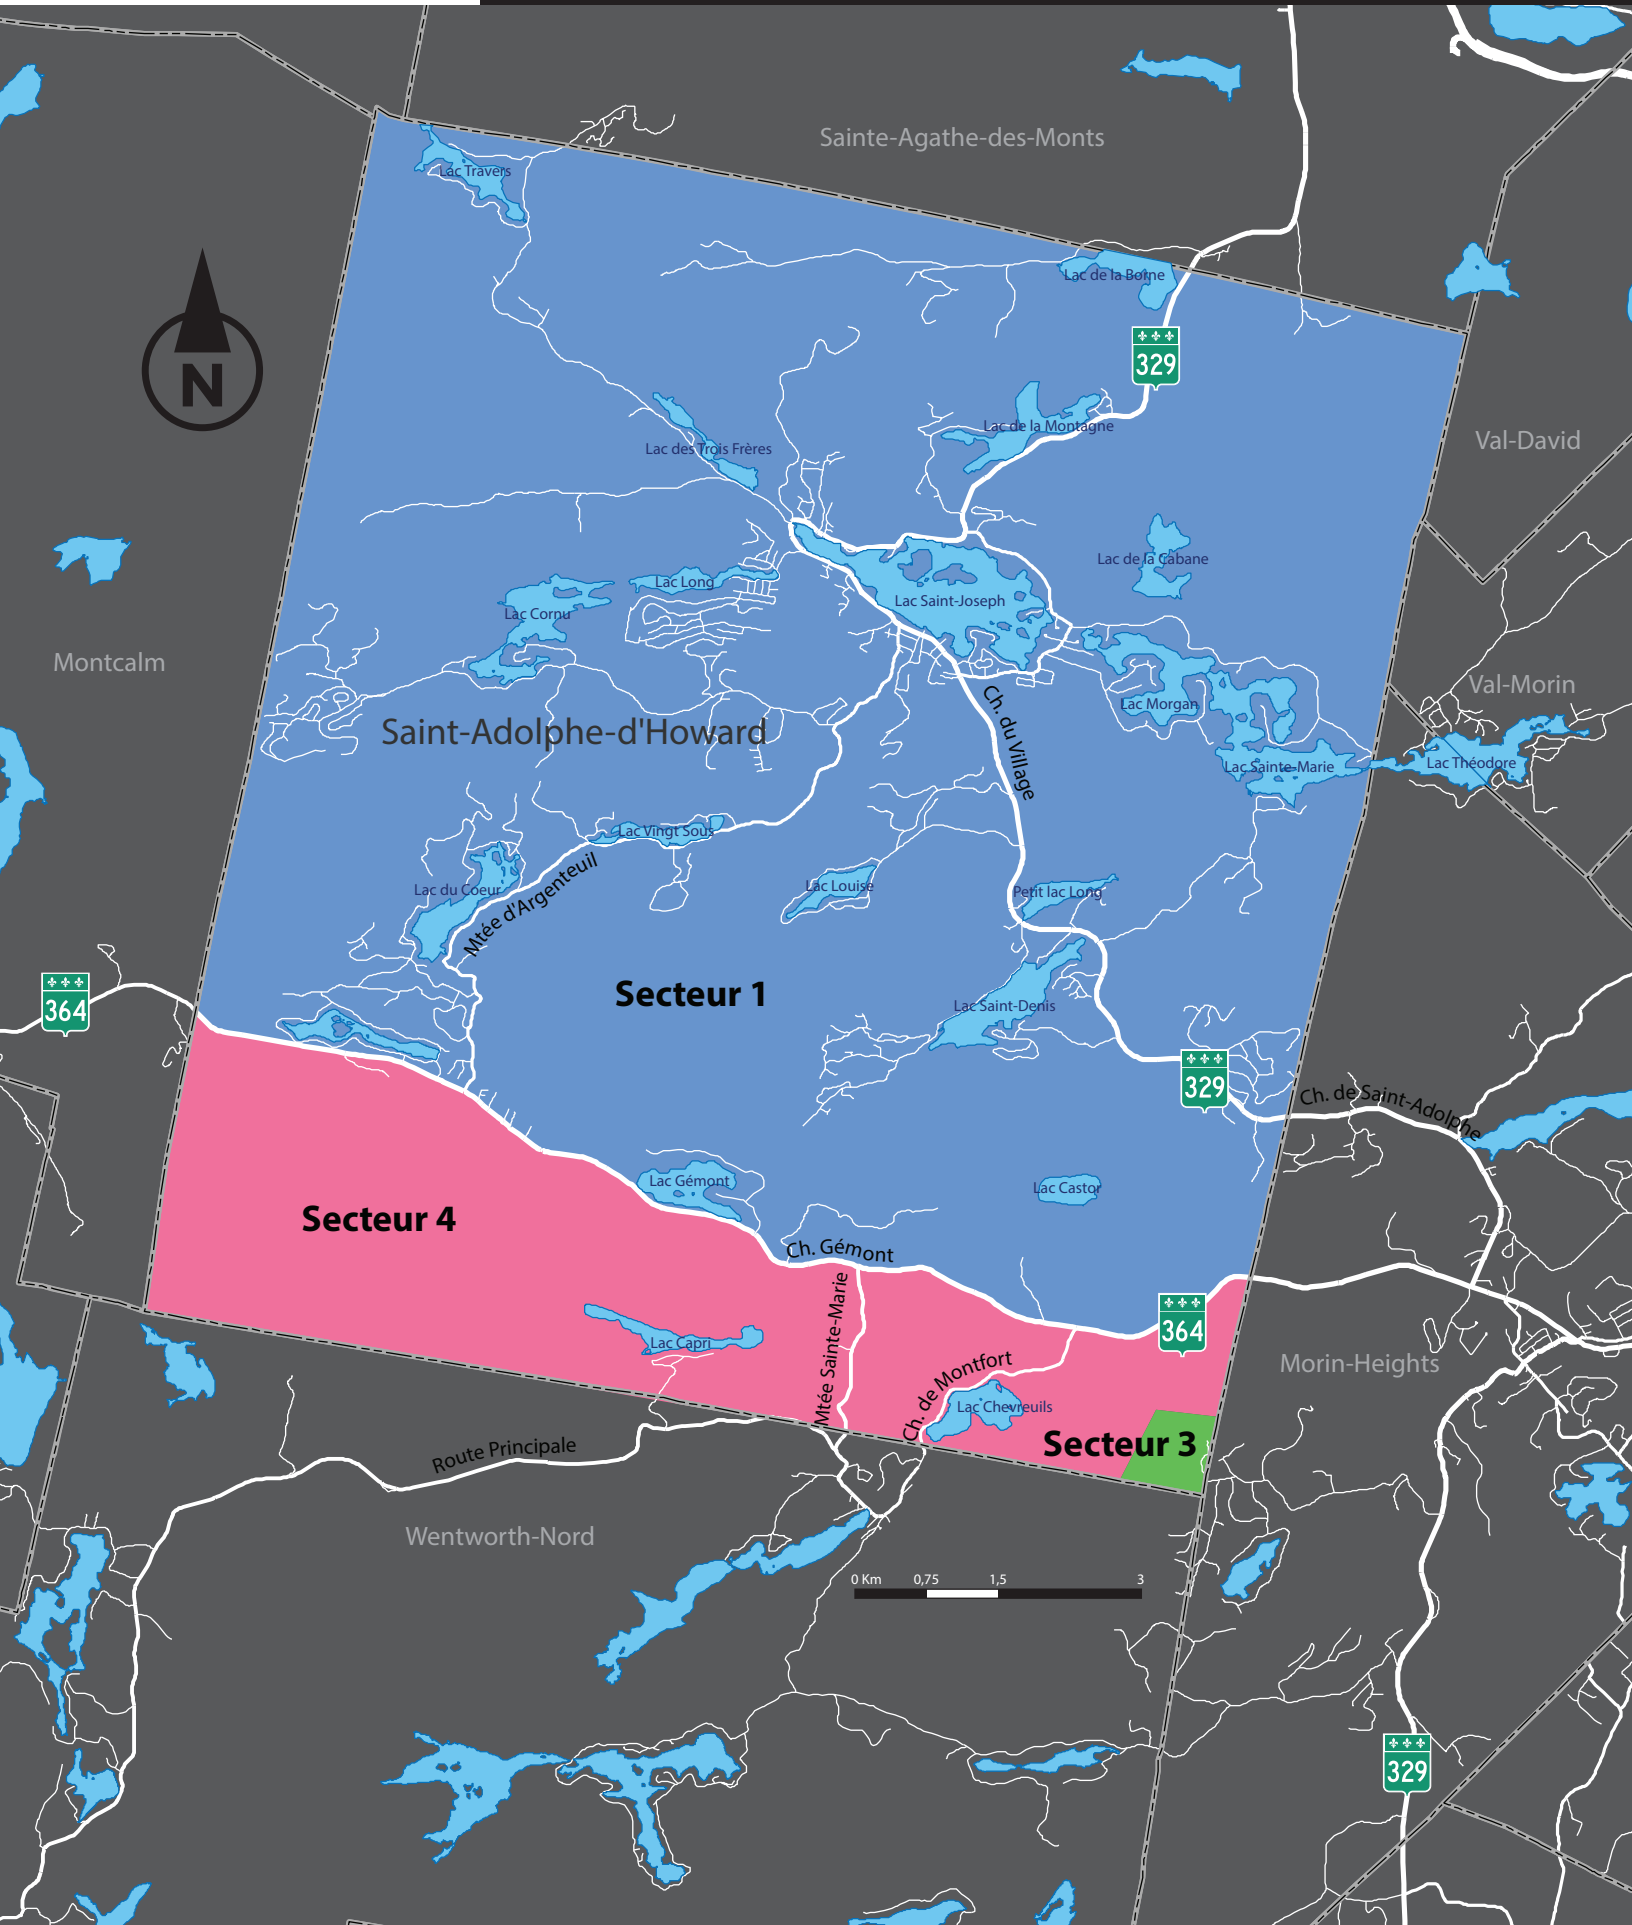 Sainte-Agathe-des-Monts
Lac Travers
Lac de la Borne
N
329
Lac de la Montagne
Val-David
Lac des Trois Frères
Lac de la Cabane
Lac Long
Lac Saint-Joseph
Lac Cornu
Montcalm
Val-Morin
Ch. du Village
Lac Morgan
Saint-Adolphe-d'Howard
Lac Sainte-Marie
Lac Théodore
Lac Vingt Sous
Lac du Coeur
Mtée d'Argenteuil
Lac Louise
Petit lac Long
Secteur 1
364
Lac Saint-Denis
329
Ch. de Saint-Adolphe
Lac Gémont
Lac Castor
Secteur 4
Ch. Gémont
Mtée Sainte-Marie
364
Lac Capri
Ch. de Montfort
Morin-Heights
Lac Chevreuils
Secteur 3
Route Principale
Wentworth-Nord
0 Km 0,75 1,5 3
329